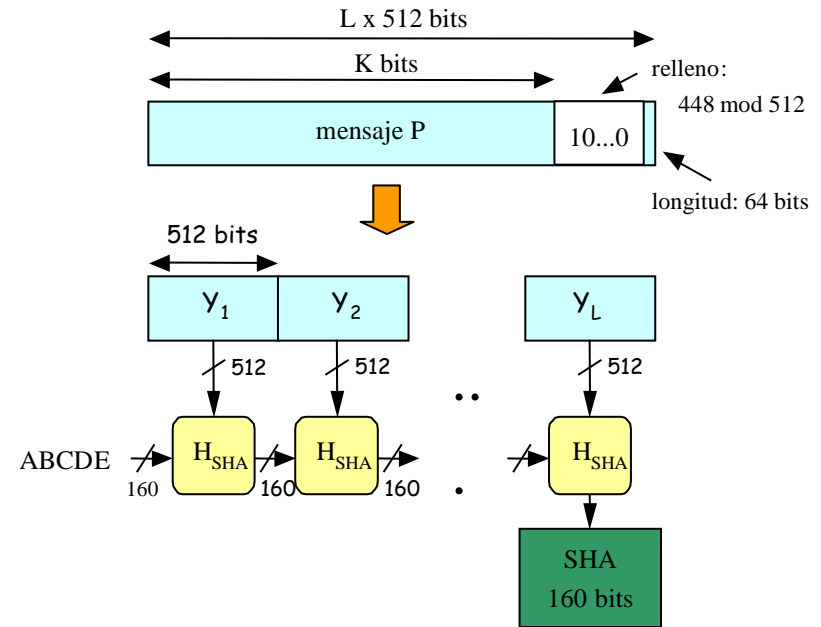 L x 512 bits
K bits
relleno:
448 mod 512
mensaje P
10...0
longitud: 64 bits
512 bits
Y1
Y2
YL
512
512
512
ABCDE
160
HSHA
160
HSHA
160
HSHA
SHA
160 bits